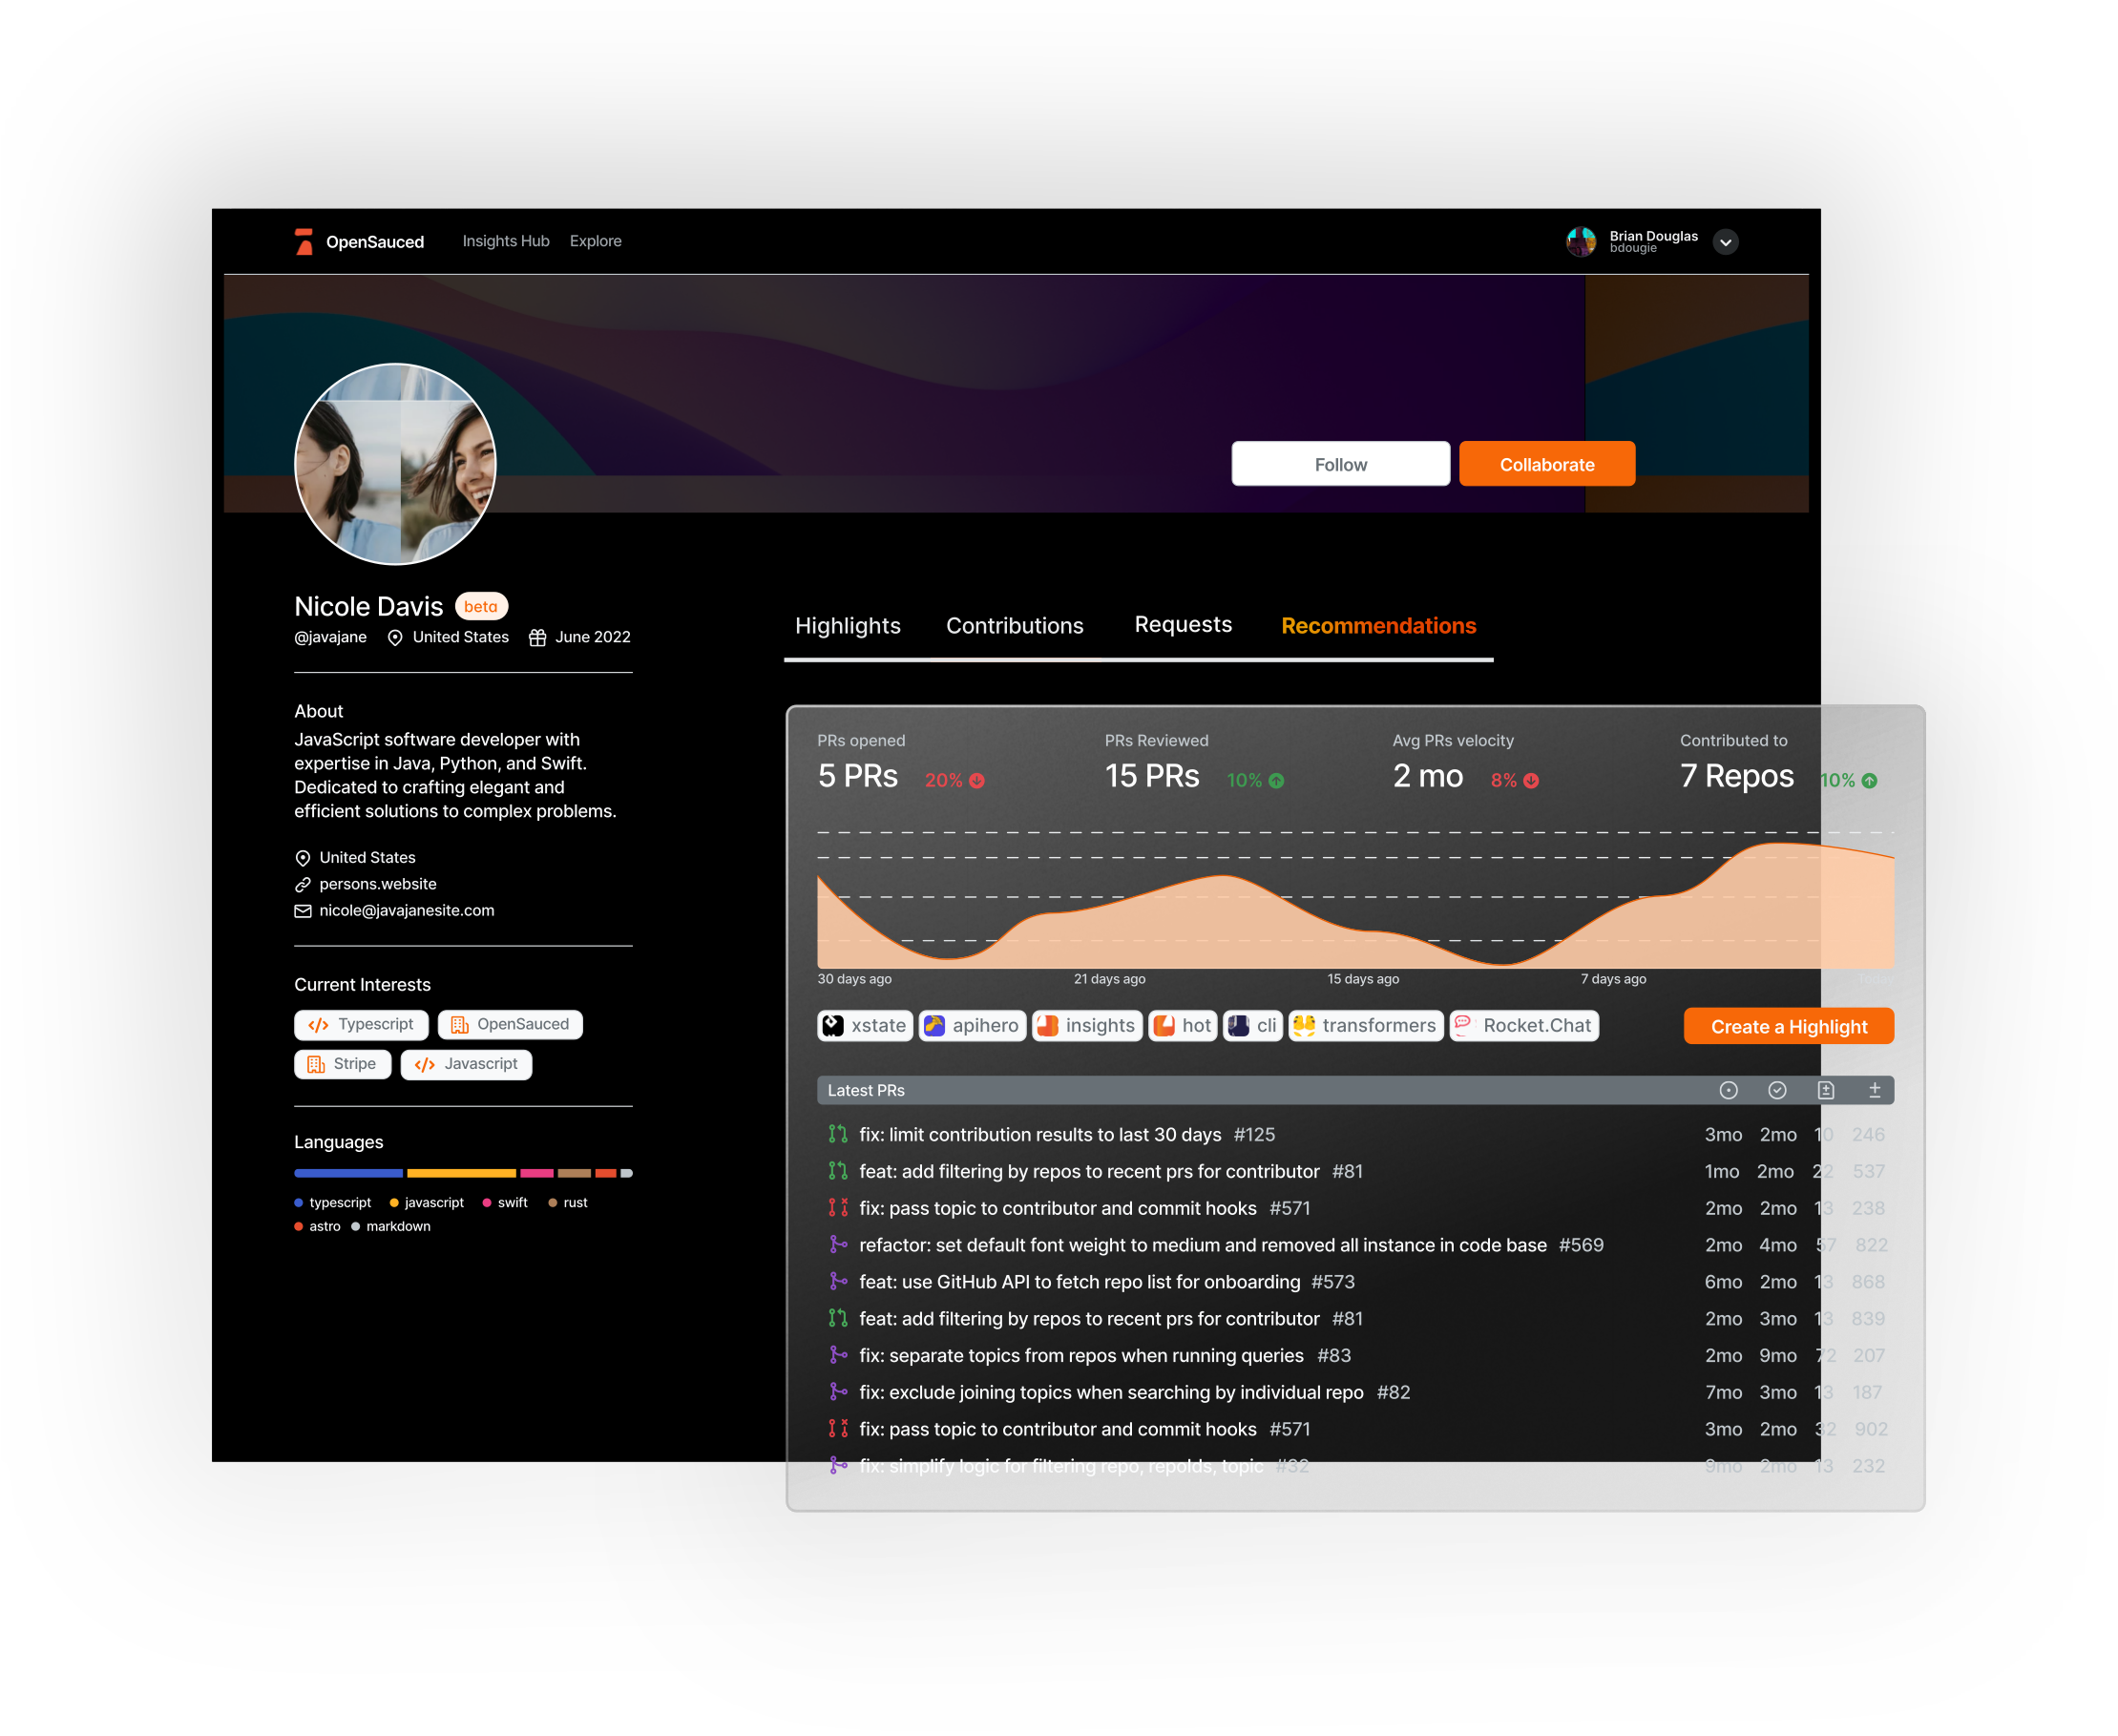 OpenSauced Insights Hub Explore Brian Douglas
bdougie
Follow Collaborate
Nicole Davis beta
@javajane United States June 2022
About
JavaScript software developer with
expertise in Java, Python, and Swift.
Dedicated to crafting elegant and
efficient solutions to complex problems.
United States
persons.website
nicole@javajanesite.com
Current Interests
Typescript OpenSauced
Stripe Javascript
Languages
typescript javascript swift rust
astro markdown
Highlights Contributions Requests Recommendations
PRs opened PRs Reviewed Avg PRs velocity Contributed to
5 PRs 20% 15 PRs 10% 2 mo 8% 7 Repos 10%
30 days ago 21 days ago 15 days ago 7 days ago Today
xstate apihero insights hot cli transformers Rocket.Chat Create a Highlight
Latest PRs
fix: limit contribution results to last 30 days #125 3mo 2mo 10 246
feat: add filtering by repos to recent prs for contributor #81 1mo 2mo 22 537
fix: pass topic to contributor and commit hooks #571 2mo 2mo 13 238
refactor: set default font weight to medium and removed all instance in code base #569 2mo 4mo 57 822
feat: use GitHub API to fetch repo list for onboarding #573 6mo 2mo 13 868
feat: add filtering by repos to recent prs for contributor #81 2mo 3mo 13 839
fix: separate topics from repos when running queries #83 2mo 9mo 72 207
fix: exclude joining topics when searching by individual repo #82 7mo 3mo 13 187
fix: pass topic to contributor and commit hooks #571 3mo 2mo 32 902
fix: simplify logic for filtering repo, repoIds, topic #32 9mo 2mo 13 232